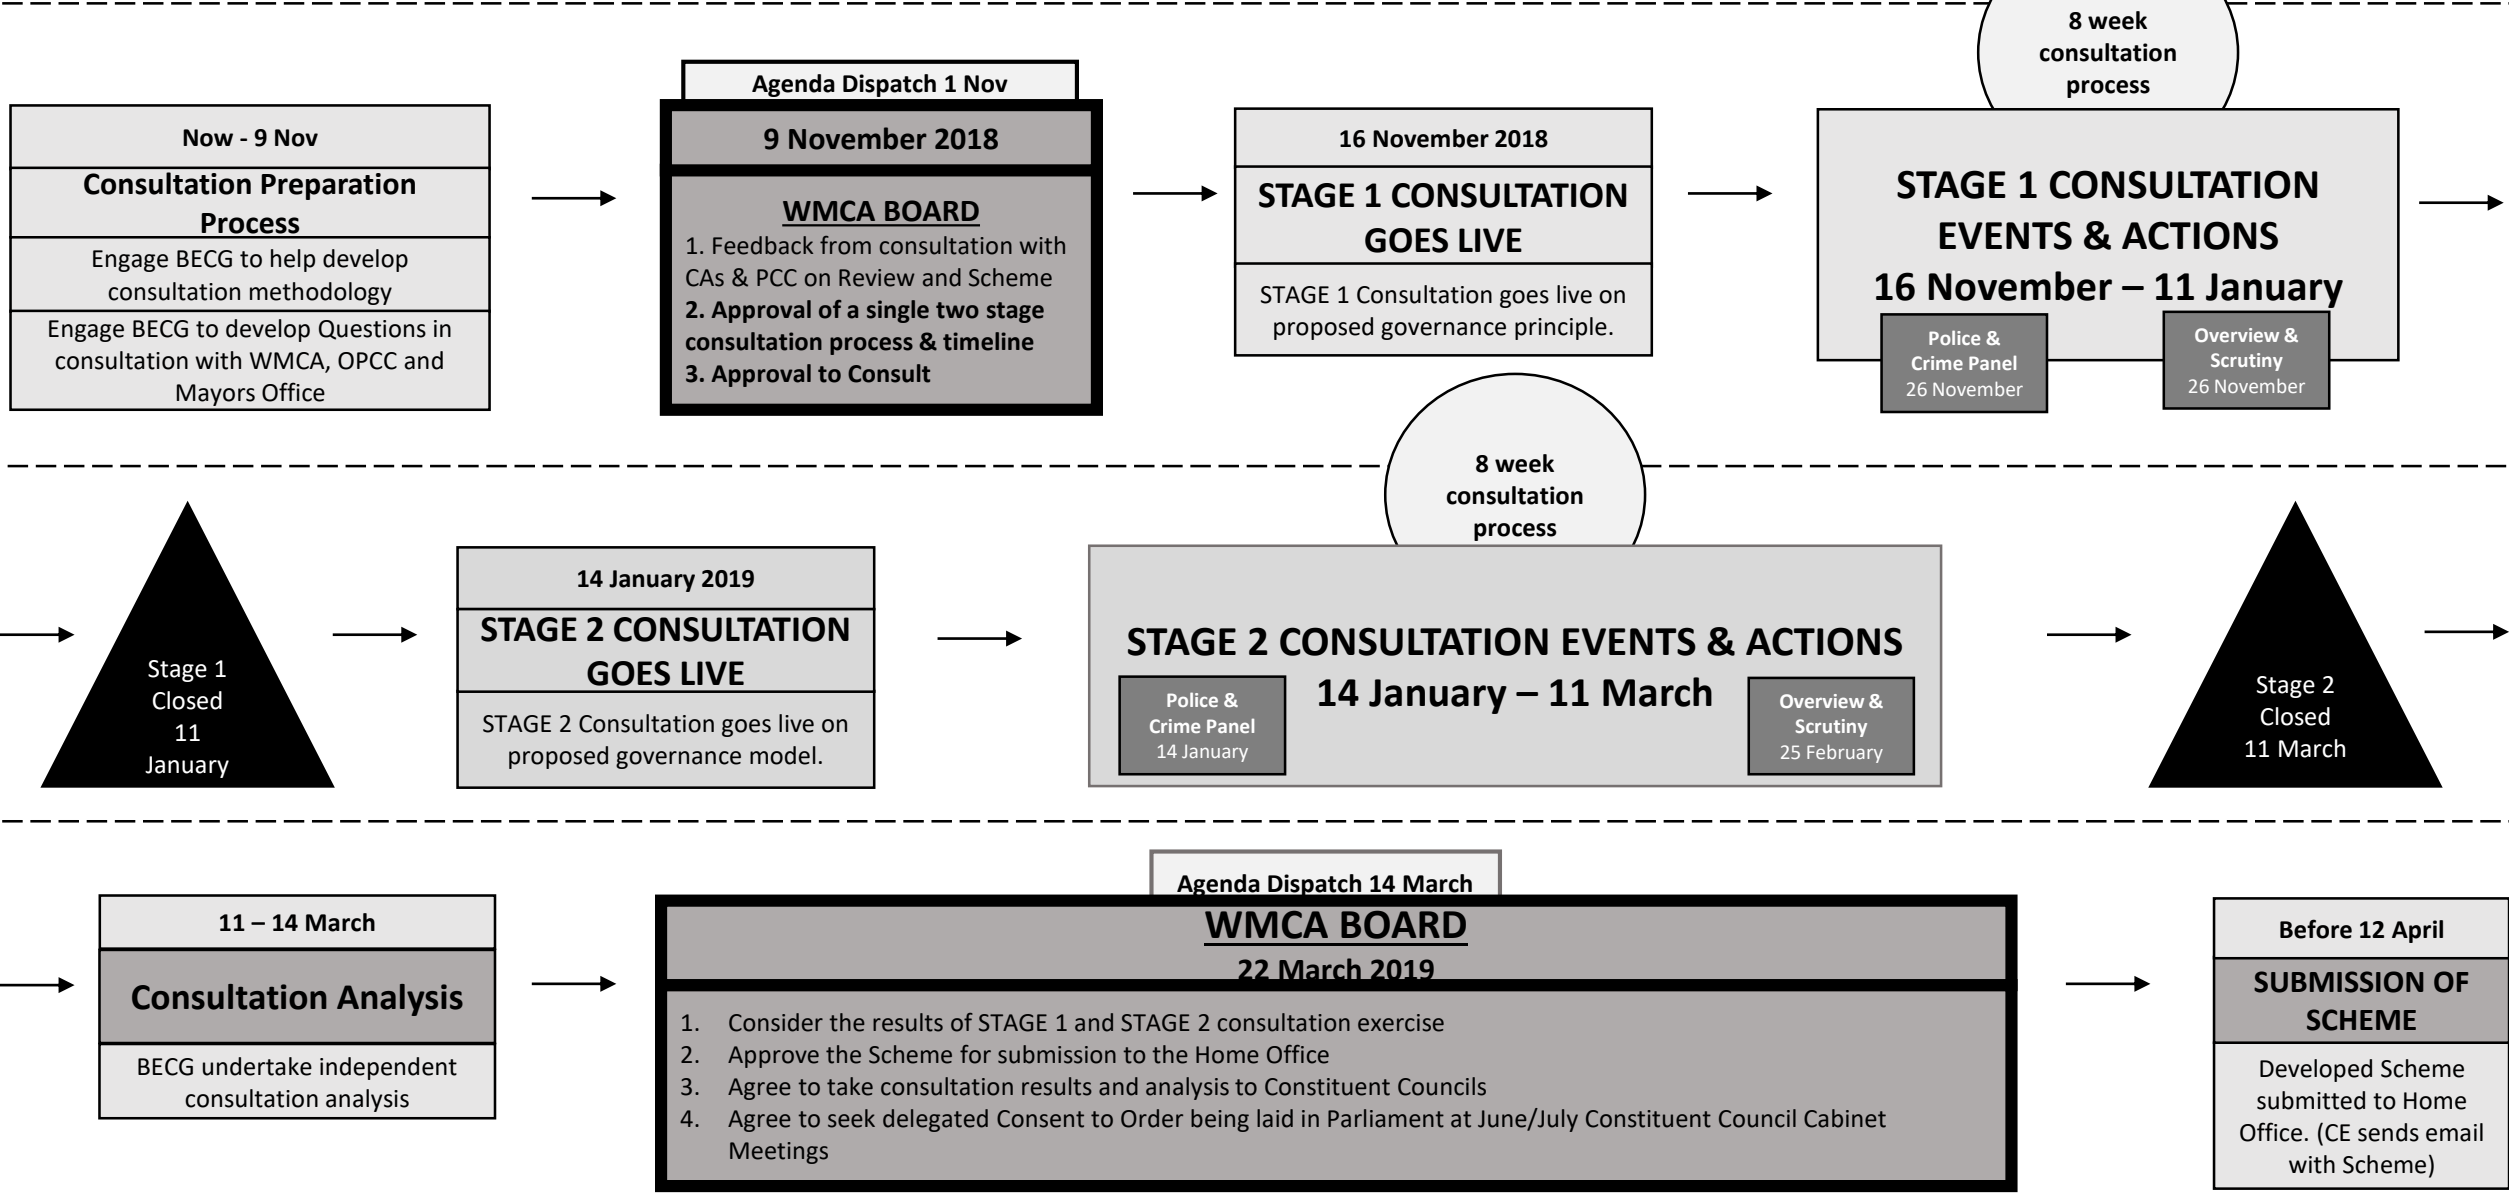 Now - 9 Nov
Consultation Preparation
Process
Engage BECG to help develop
consultation methodology
Engage BECG to develop Questions in
consultation with WMCA, OPCC and
Mayors Office
Agenda Dispatch 1 Nov
9 November 2018
WMCA BOARD
1. Feedback from consultation with
CAs & PCC on Review and Scheme
2. Approval of a single two stage
consultation process & timeline
3. Approval to Consult
16 November 2018
STAGE 1 CONSULTATION
GOES LIVE
STAGE 1 Consultation goes live on
proposed governance principle.
8 week
consultation
process
STAGE 1 CONSULTATION
EVENTS & ACTIONS
16 November – 11 January
Police &
Crime Panel
26 November
Overview &
Scrutiny
26 November
Stage 1
Closed
11
January
14 January 2019
STAGE 2 CONSULTATION
GOES LIVE
STAGE 2 Consultation goes live on
proposed governance model.
8 week
consultation
process
STAGE 2 CONSULTATION EVENTS & ACTIONS
14 January – 11 March
Police &
Crime Panel
14 January
Overview &
Scrutiny
25 February
Stage 2
Closed
11 March
11 – 14 March
Consultation Analysis
BECG undertake independent
consultation analysis
Agenda Dispatch 14 March
WMCA BOARD
22 March 2019
1. Consider the results of STAGE 1 and STAGE 2 consultation exercise
2. Approve the Scheme for submission to the Home Office
3. Agree to take consultation results and analysis to Constituent Councils
4. Agree to seek delegated Consent to Order being laid in Parliament at June/July Constituent Council Cabinet
Meetings
Before 12 April
SUBMISSION OF
SCHEME
Developed Scheme
submitted to Home
Office. (CE sends email
with Scheme)